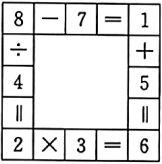 8 − 7 = 1
÷ +
4 5
= =
2 × 3 = 6